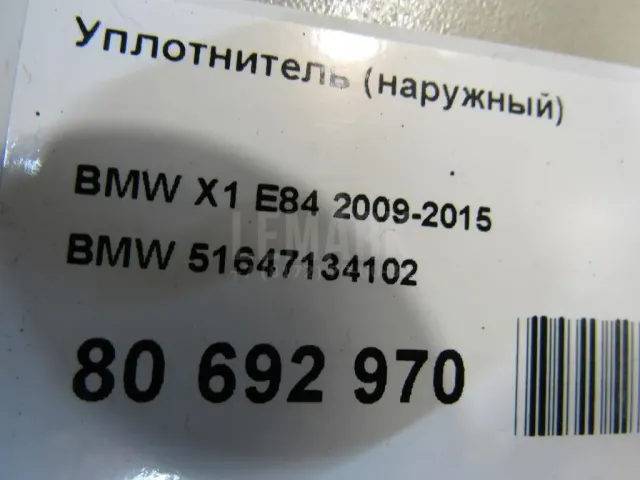 Уплотнитель (наружный)
BMW X1 E84 2009-2015
BMW 51647134102
80 692 970